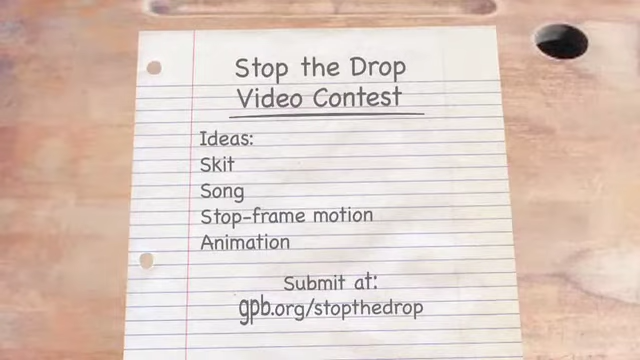 Stop the Drop
Video Contest
Ideas:
Skit
Song
Stop-frame motion
Animation
Submit at:
gpb.org/stopthedrop